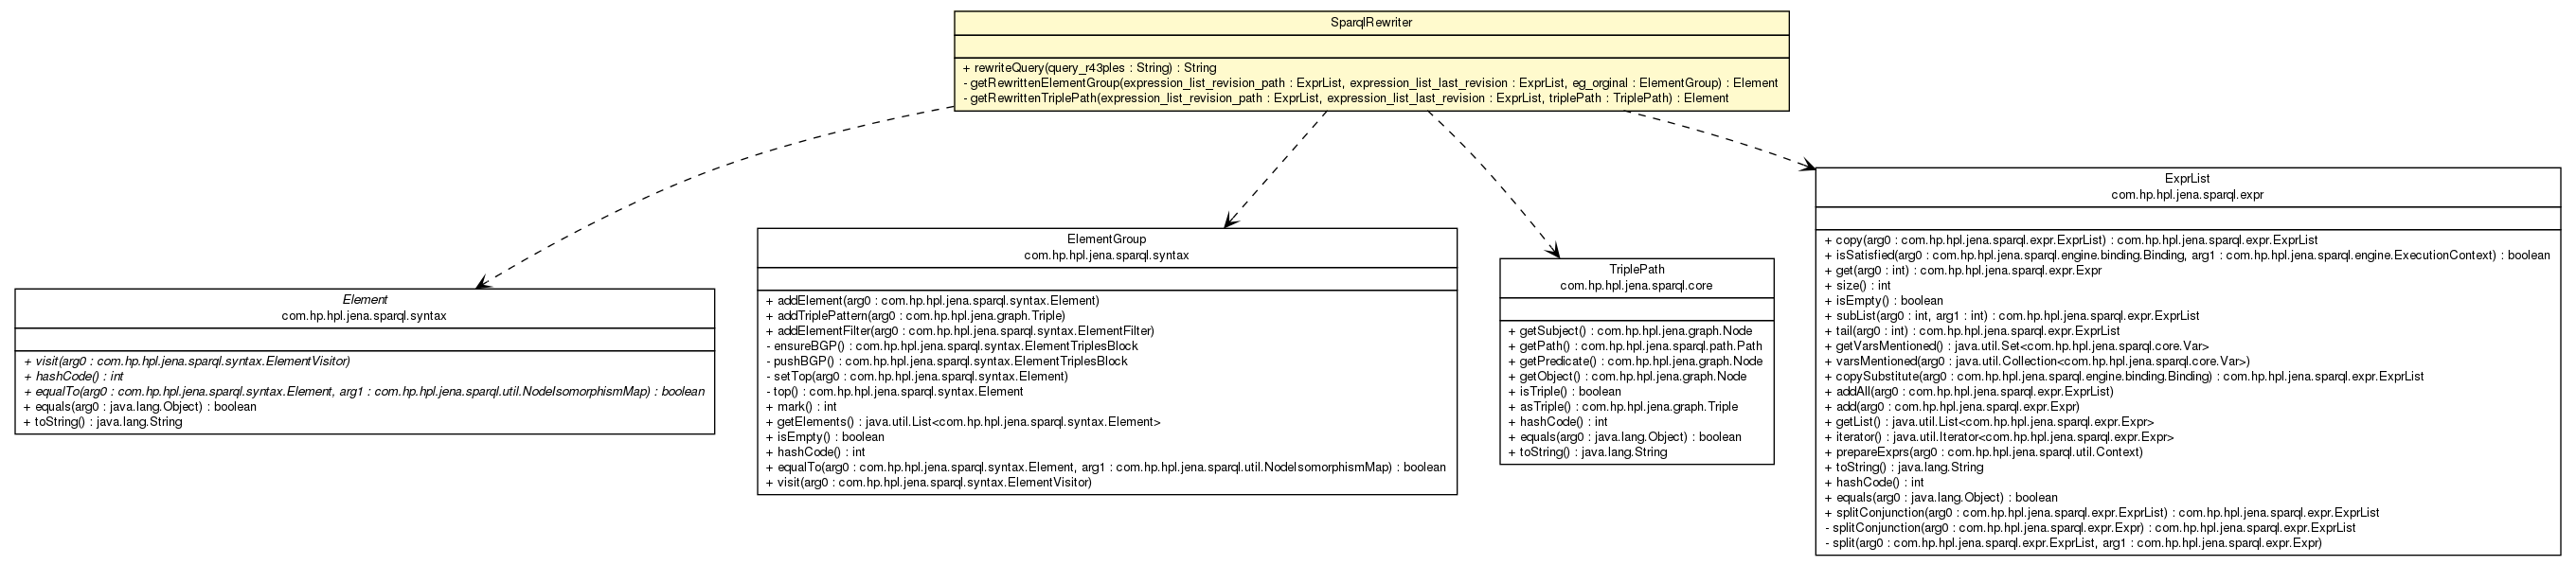 SparqlRewriter
+ rewriteQuery(query_r43ples : String) : String
- getRewrittenElementGroup(expression_list_revision_path : ExprList, expression_list_last_revision : ExprList, eg_orginal : ElementGroup) : Element
- getRewrittenTriplePath(expression_list_revision_path : ExprList, expression_list_last_revision : ExprList, triplePath : TriplePath) : Element
Element
com.hp.hpl.jena.sparql.syntax
+ visit(arg0 : com.hp.hpl.jena.sparql.syntax.ElementVisitor)
+ hashCode() : int
+ equalTo(arg0 : com.hp.hpl.jena.sparql.syntax.Element, arg1 : com.hp.hpl.jena.sparql.util.NodeIsomorphismMap) : boolean
+ equals(arg0 : java.lang.Object) : boolean
+ toString() : java.lang.String
ElementGroup
com.hp.hpl.jena.sparql.syntax
+ addElement(arg0 : com.hp.hpl.jena.sparql.syntax.Element)
+ addTriplePattern(arg0 : com.hp.hpl.jena.graph.Triple)
+ addElementFilter(arg0 : com.hp.hpl.jena.sparql.syntax.ElementFilter)
- ensureBGP() : com.hp.hpl.jena.sparql.syntax.ElementTriplesBlock
- pushBGP() : com.hp.hpl.jena.sparql.syntax.ElementTriplesBlock
- setTop(arg0 : com.hp.hpl.jena.sparql.syntax.Element)
- top() : com.hp.hpl.jena.sparql.syntax.Element
+ mark() : int
+ getElements() : java.util.List<com.hp.hpl.jena.sparql.syntax.Element>
+ isEmpty() : boolean
+ hashCode() : int
+ equalTo(arg0 : com.hp.hpl.jena.sparql.syntax.Element, arg1 : com.hp.hpl.jena.sparql.util.NodeIsomorphismMap) : boolean
+ visit(arg0 : com.hp.hpl.jena.sparql.syntax.ElementVisitor)
TriplePath
com.hp.hpl.jena.sparql.core
+ getSubject() : com.hp.hpl.jena.graph.Node
+ getPath() : com.hp.hpl.jena.sparql.path.Path
+ getPredicate() : com.hp.hpl.jena.graph.Node
+ getObject() : com.hp.hpl.jena.graph.Node
+ isTriple() : boolean
+ asTriple() : com.hp.hpl.jena.graph.Triple
+ hashCode() : int
+ equals(arg0 : java.lang.Object) : boolean
+ toString() : java.lang.String
ExprList
com.hp.hpl.jena.sparql.expr
+ copy(arg0 : com.hp.hpl.jena.sparql.expr.ExprList) : com.hp.hpl.jena.sparql.expr.ExprList
+ isSatisfied(arg0 : com.hp.hpl.jena.sparql.engine.binding.Binding, arg1 : com.hp.hpl.jena.sparql.engine.ExecutionContext) : boolean
+ get(arg0 : int) : com.hp.hpl.jena.sparql.expr.Expr
+ size() : int
+ isEmpty() : boolean
+ subList(arg0 : int, arg1 : int) : com.hp.hpl.jena.sparql.expr.ExprList
+ tail(arg0 : int) : com.hp.hpl.jena.sparql.expr.ExprList
+ getVarsMentioned() : java.util.Set<com.hp.hpl.jena.sparql.core.Var>
+ varsMentioned(arg0 : java.util.Collection<com.hp.hpl.jena.sparql.core.Var>)
+ copySubstitute(arg0 : com.hp.hpl.jena.sparql.engine.binding.Binding) : com.hp.hpl.jena.sparql.expr.ExprList
+ addAll(arg0 : com.hp.hpl.jena.sparql.expr.ExprList)
+ add(arg0 : com.hp.hpl.jena.sparql.expr.Expr)
+ getList() : java.util.List<com.hp.hpl.jena.sparql.expr.Expr>
+ iterator() : java.util.Iterator<com.hp.hpl.jena.sparql.expr.Expr>
+ prepareExprs(arg0 : com.hp.hpl.jena.sparql.util.Context)
+ toString() : java.lang.String
+ hashCode() : int
+ equals(arg0 : java.lang.Object) : boolean
+ splitConjunction(arg0 : com.hp.hpl.jena.sparql.expr.ExprList) : com.hp.hpl.jena.sparql.expr.ExprList
- splitConjunction(arg0 : com.hp.hpl.jena.sparql.expr.Expr) : com.hp.hpl.jena.sparql.expr.ExprList
- split(arg0 : com.hp.hpl.jena.sparql.expr.ExprList, arg1 : com.hp.hpl.jena.sparql.expr.Expr)